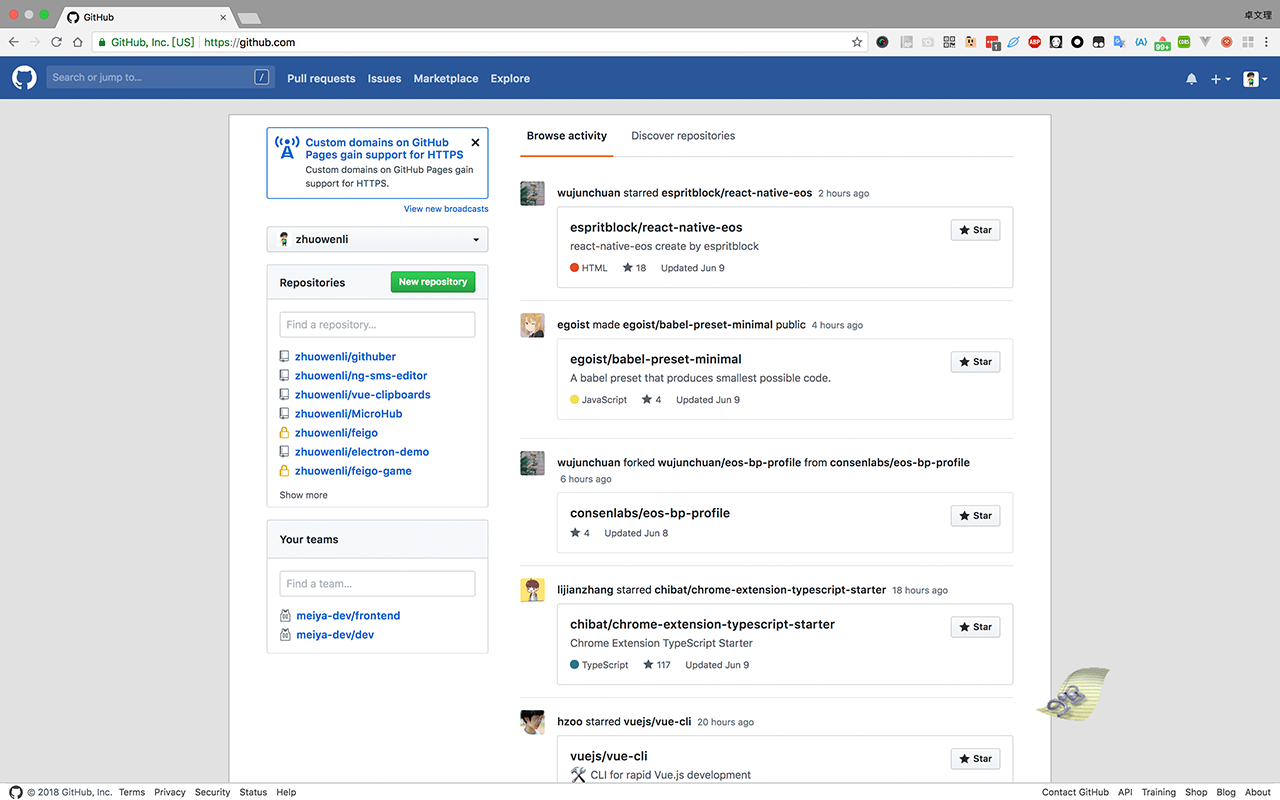 GitHub
卓文理
GitHub, Inc. [US]
https://github.com
1
ABP
99+
CORS
Search or jump to...
/
Pull requests
Issues
Marketplace
Explore
Custom domains on GitHub
Pages gain support for HTTPS
Custom domains on GitHub Pages gain
support for HTTPS.
View new broadcasts
zhuowenli
Repositories
New repository
Find a repository...
zhuowenli/githuber
zhuowenli/ng-sms-editor
zhuowenli/vue-clipboards
zhuowenli/MicroHub
zhuowenli/feigo
zhuowenli/electron-demo
zhuowenli/feigo-game
Show more
Your teams
Find a team...
meiya-dev/frontend
meiya-dev/dev
Browse activity
Discover repositories
wujunchuan starred espritblock/react-native-eos 2 hours ago
espritblock/react-native-eos
Star
react-native-eos create by espritblock
HTML 18 Updated Jun 9
egoist made egoist/babel-preset-minimal public 4 hours ago
egoist/babel-preset-minimal
Star
A babel preset that produces smallest possible code.
JavaScript 4 Updated Jun 9
wujunchuan forked wujunchuan/eos-bp-profile from consenlabs/eos-bp-profile
6 hours ago
consenlabs/eos-bp-profile
Star
4 Updated Jun 8
lijianzhang starred chibat/chrome-extension-typescript-starter 18 hours ago
chibat/chrome-extension-typescript-starter
Star
Chrome Extension TypeScript Starter
TypeScript 117 Updated Jun 9
hzoo starred vuejs/vue-cli 20 hours ago
vuejs/vue-cli
Star
CLI for rapid Vue.js development
© 2018 GitHub, Inc. Terms Privacy Security Status Help
Contact GitHub API Training Shop Blog About